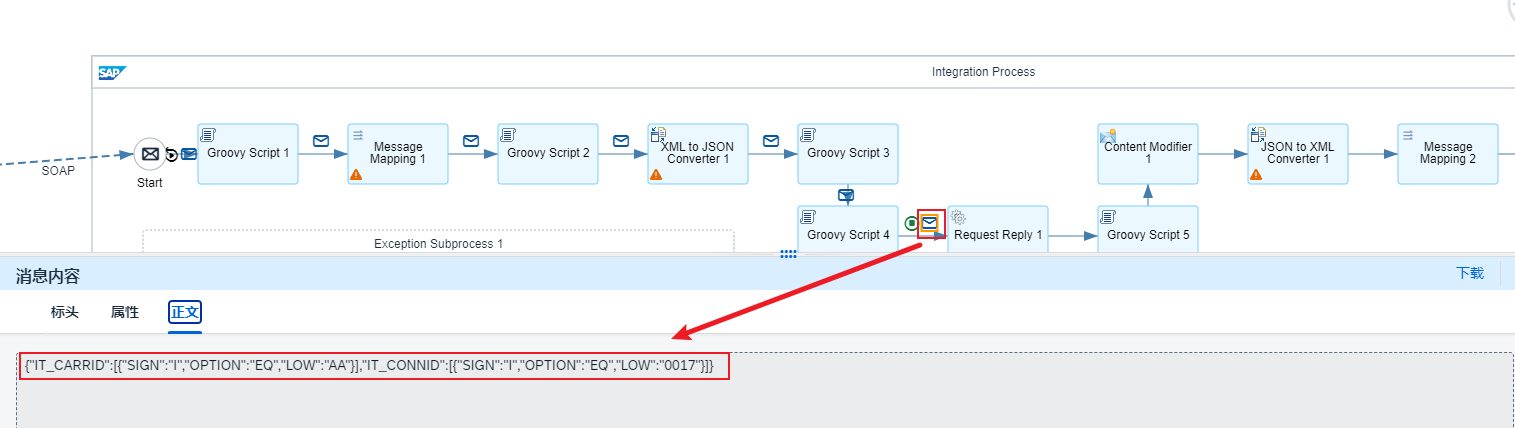 SAP
Integration Process
SOAP
Start
Groovy Script 1
Message
Mapping 1
Groovy Script 2
XML to JSON
Converter 1
Groovy Script 3
Content Modifier
1
JSON to XML
Converter 1
Message
Mapping 2
Groovy Script 4
Request Reply 1
Groovy Script 5
Exception Subprocess 1
消息内容
下载
标头
属性
正文
{"IT_CARRID":[{"SIGN":"I","OPTION":"EQ","LOW":"AA"}],"IT_CONNID":[{"SIGN":"I","OPTION":"EQ","LOW":"0017"}]}